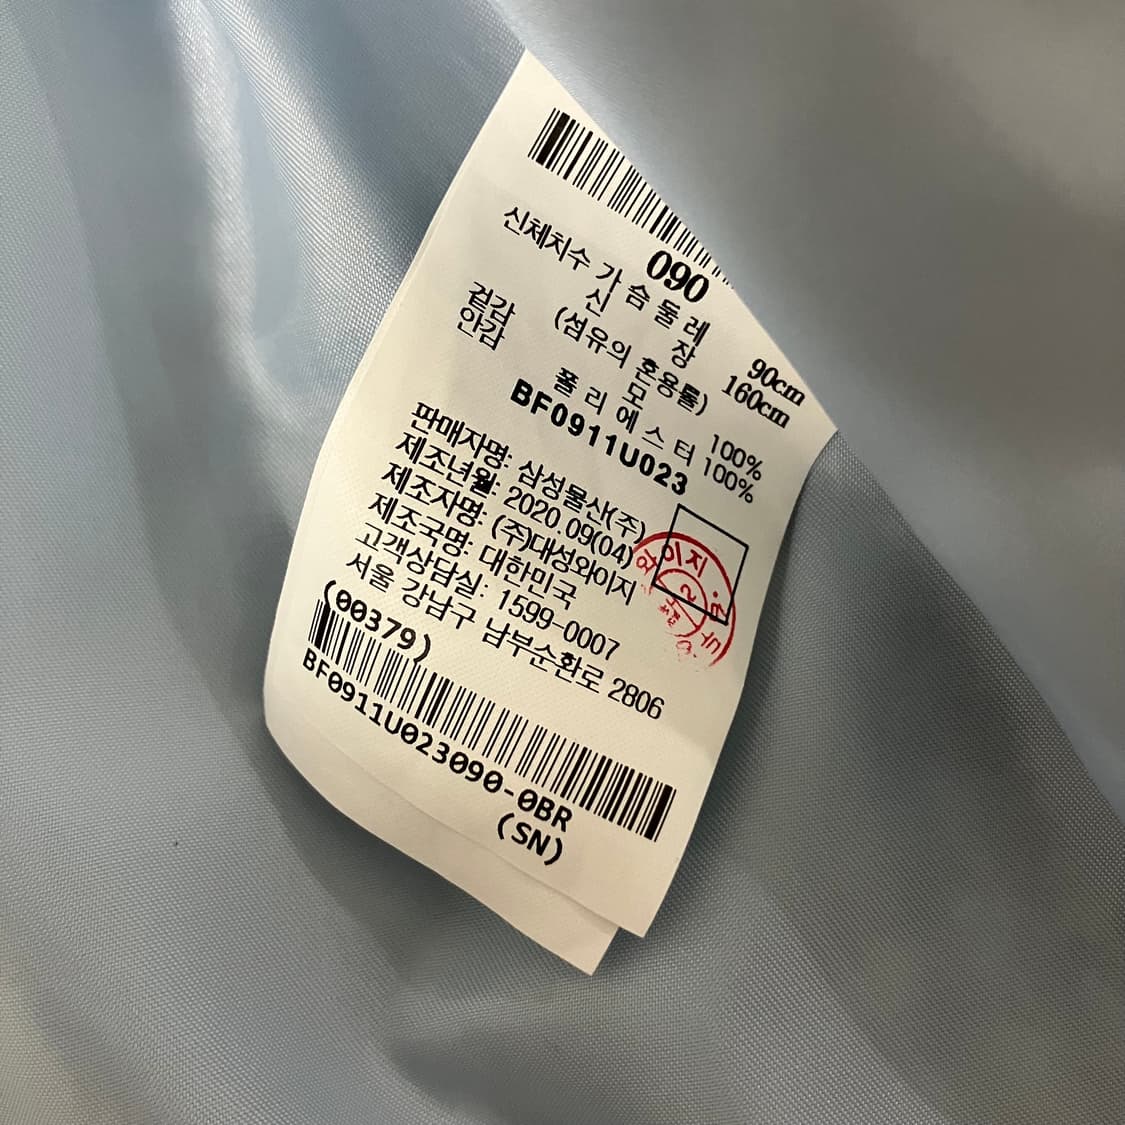 090
신체치수 가슴둘레 90cm
신장 160cm
(섬유의 혼용률)
겉감 모 100%
안감 폴리에스터 100%
BF0911U023
판매자명: 삼성물산(주)
제조년월: 2020.09(04)
제조자명: (주)대성와이지
제조국명: 대한민국
고객상담실: 1599-0007
서울 강남구 남부순환로 2806
(00379)
BF0911U023090-0BR
(SN)